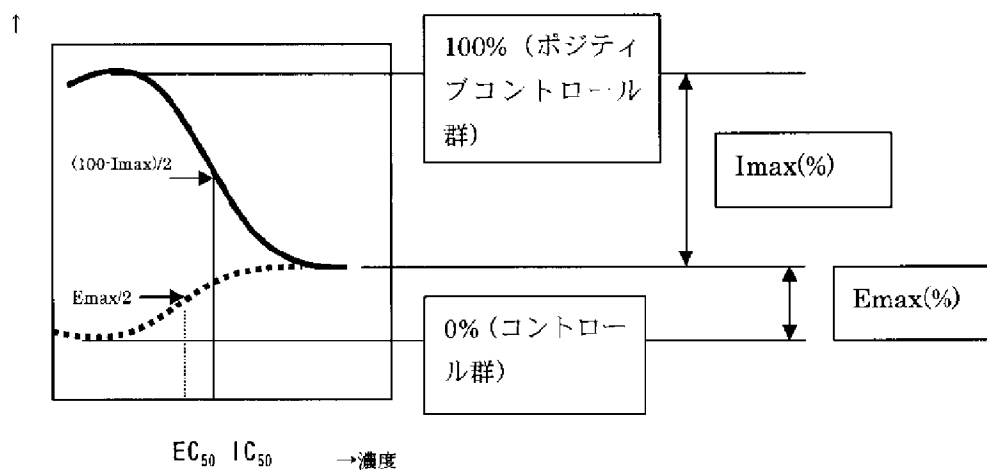 ↑
100% (ポジティ
ブコントロール
群)
(100-Imax)/2
Imax(%)
Emax/2
Emax(%)
0% (コントロー
ル群)
EC₅₀ IC₅₀ →濃度